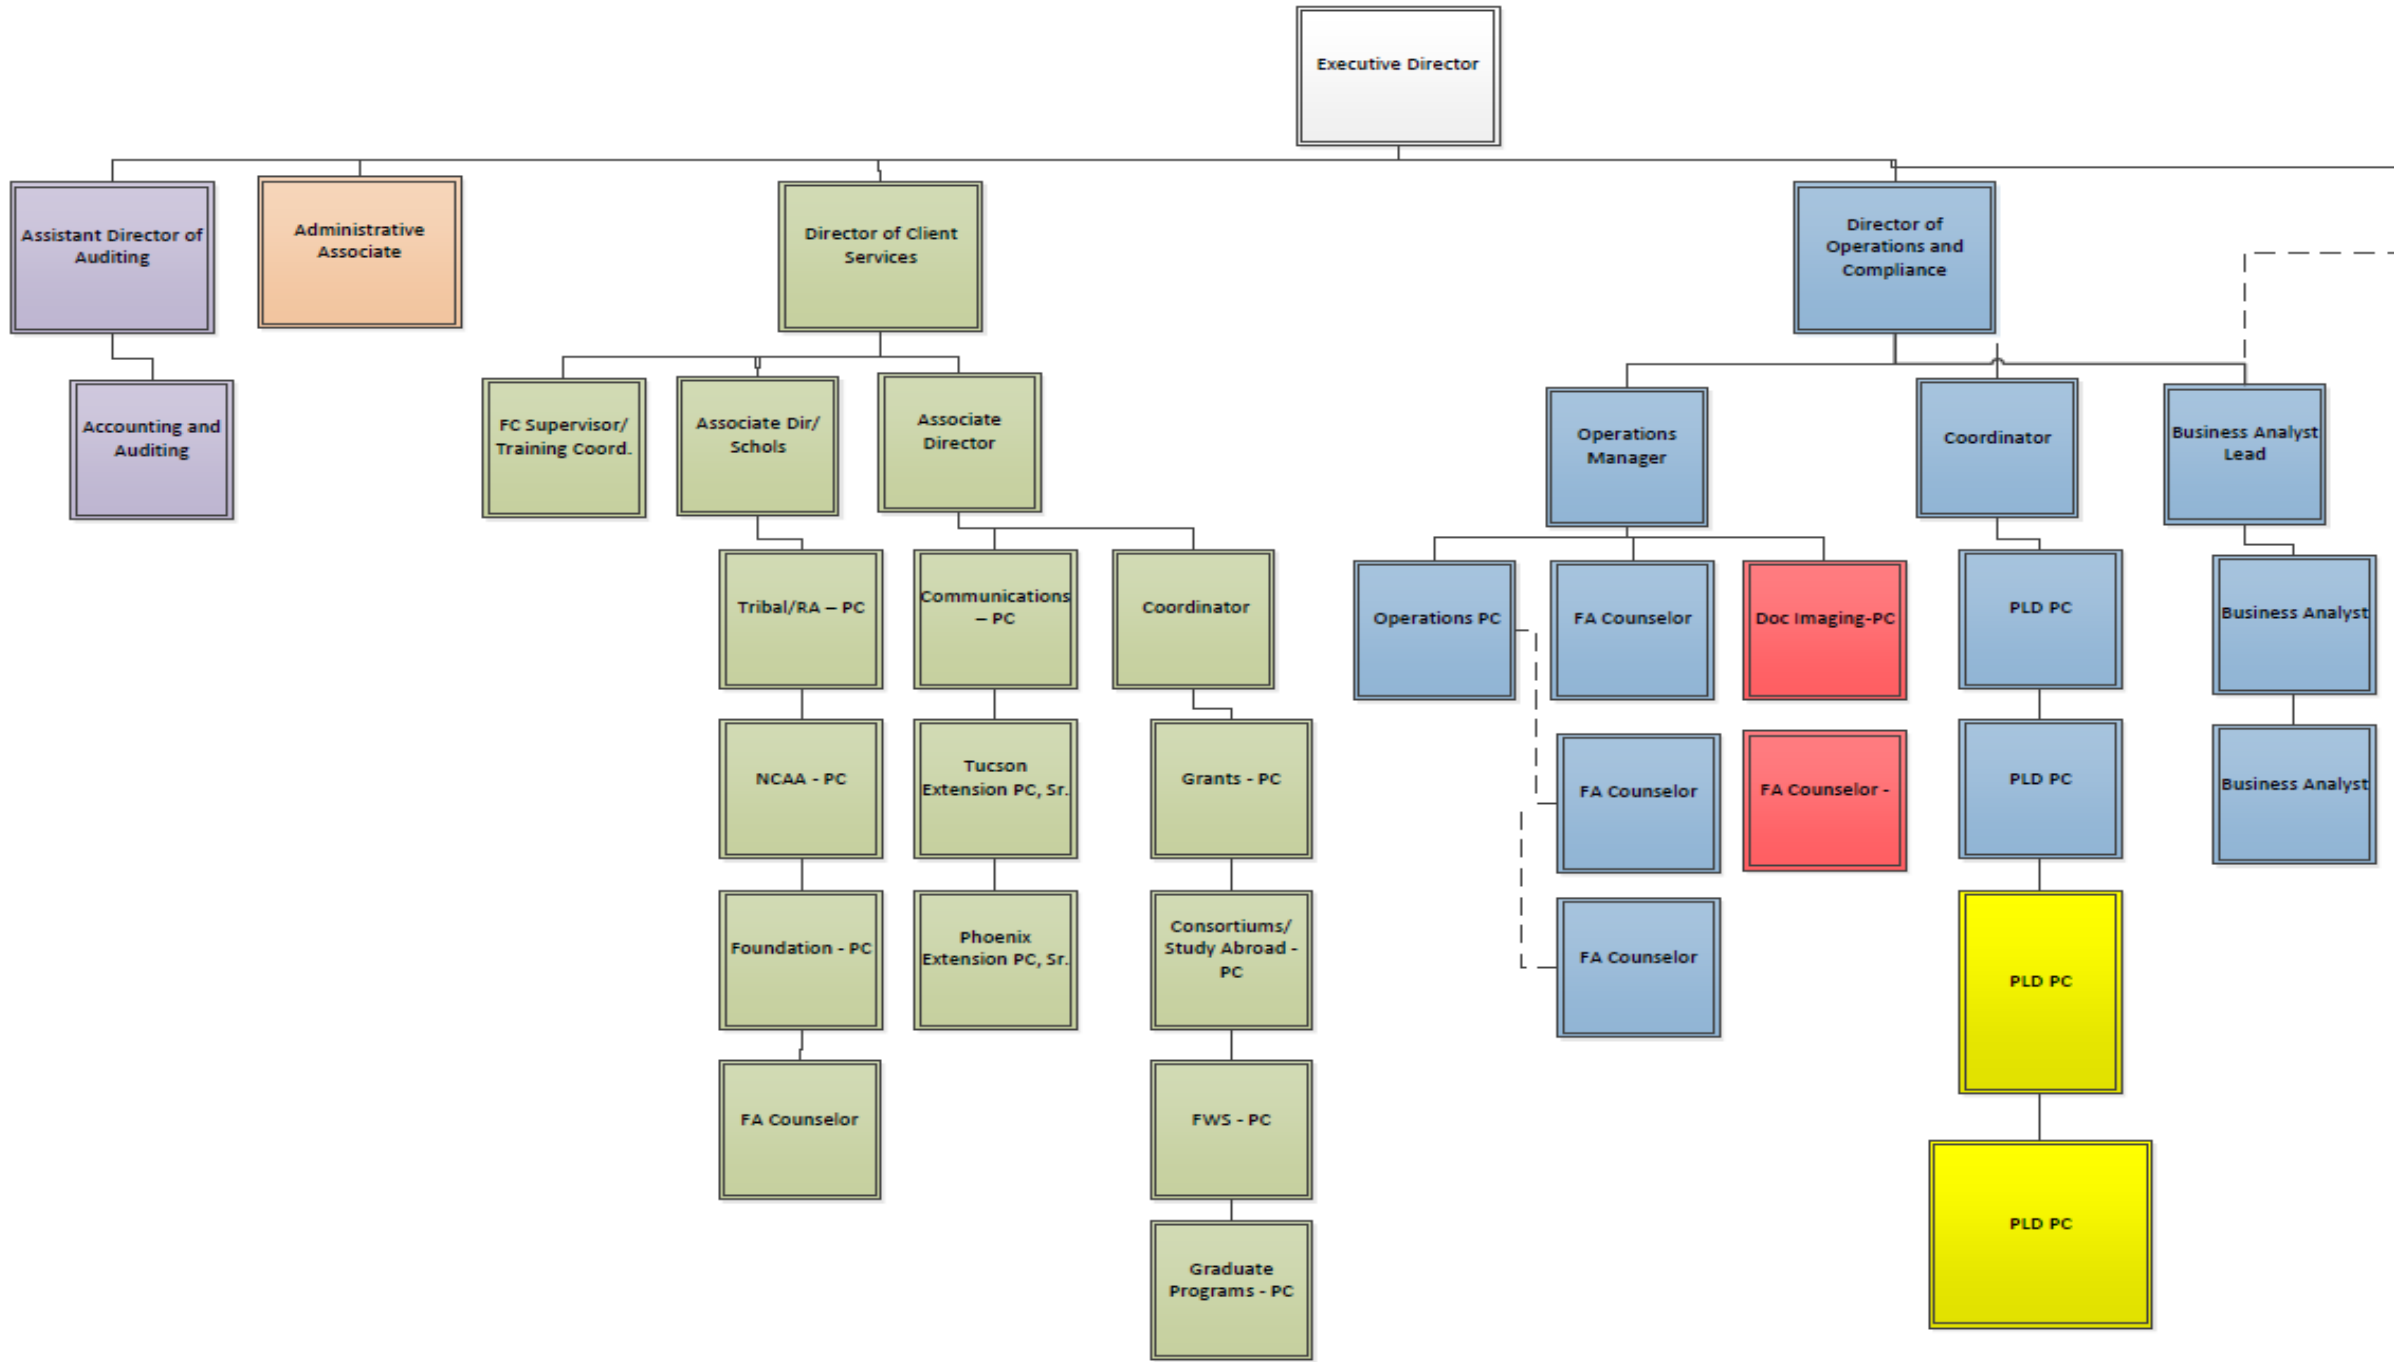 Executive Director
Assistant Director of
Auditing
Administrative
Associate
Director of Client
Services
Director of
Operations and
Compliance
Accounting and
Auditing
FC Supervisor/
Training Coord.
Associate Dir/
Schols
Associate
Director
Operations
Manager
Coordinator
Business Analyst
Lead
Tribal/RA – PC
Communications
– PC
Coordinator
Operations PC
FA Counselor
Doc Imaging-PC
PLD PC
Business Analyst
NCAA - PC
Tucson
Extension PC, Sr.
Grants - PC
FA Counselor
FA Counselor -
PLD PC
Business Analyst
Foundation - PC
Phoenix
Extension PC, Sr.
Consortiums/
Study Abroad -
PC
FA Counselor
PLD PC
FA Counselor
FWS - PC
PLD PC
Graduate
Programs - PC